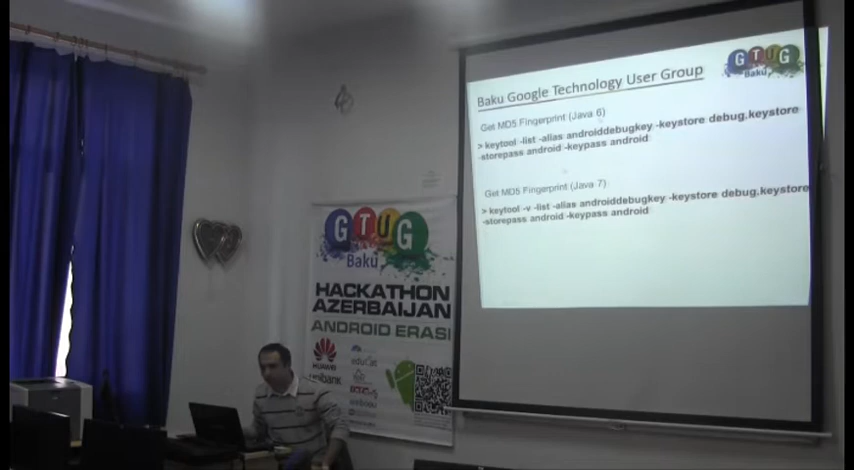 Baku Google Technology User Group
GTUG
Baku
Get MD5 Fingerprint (Java 6)
> keytool -list -alias androiddebugkey -keystore debug.keystore
-storepass android -keypass android
Get MD5 Fingerprint (Java 7)
> keytool -v -list -alias androiddebugkey -keystore debug.keystore
-storepass android -keypass android
GTUG
Baku
HACKATHON
AZERBAIJAN
ANDROID ERASI
HUAWEI
unibank